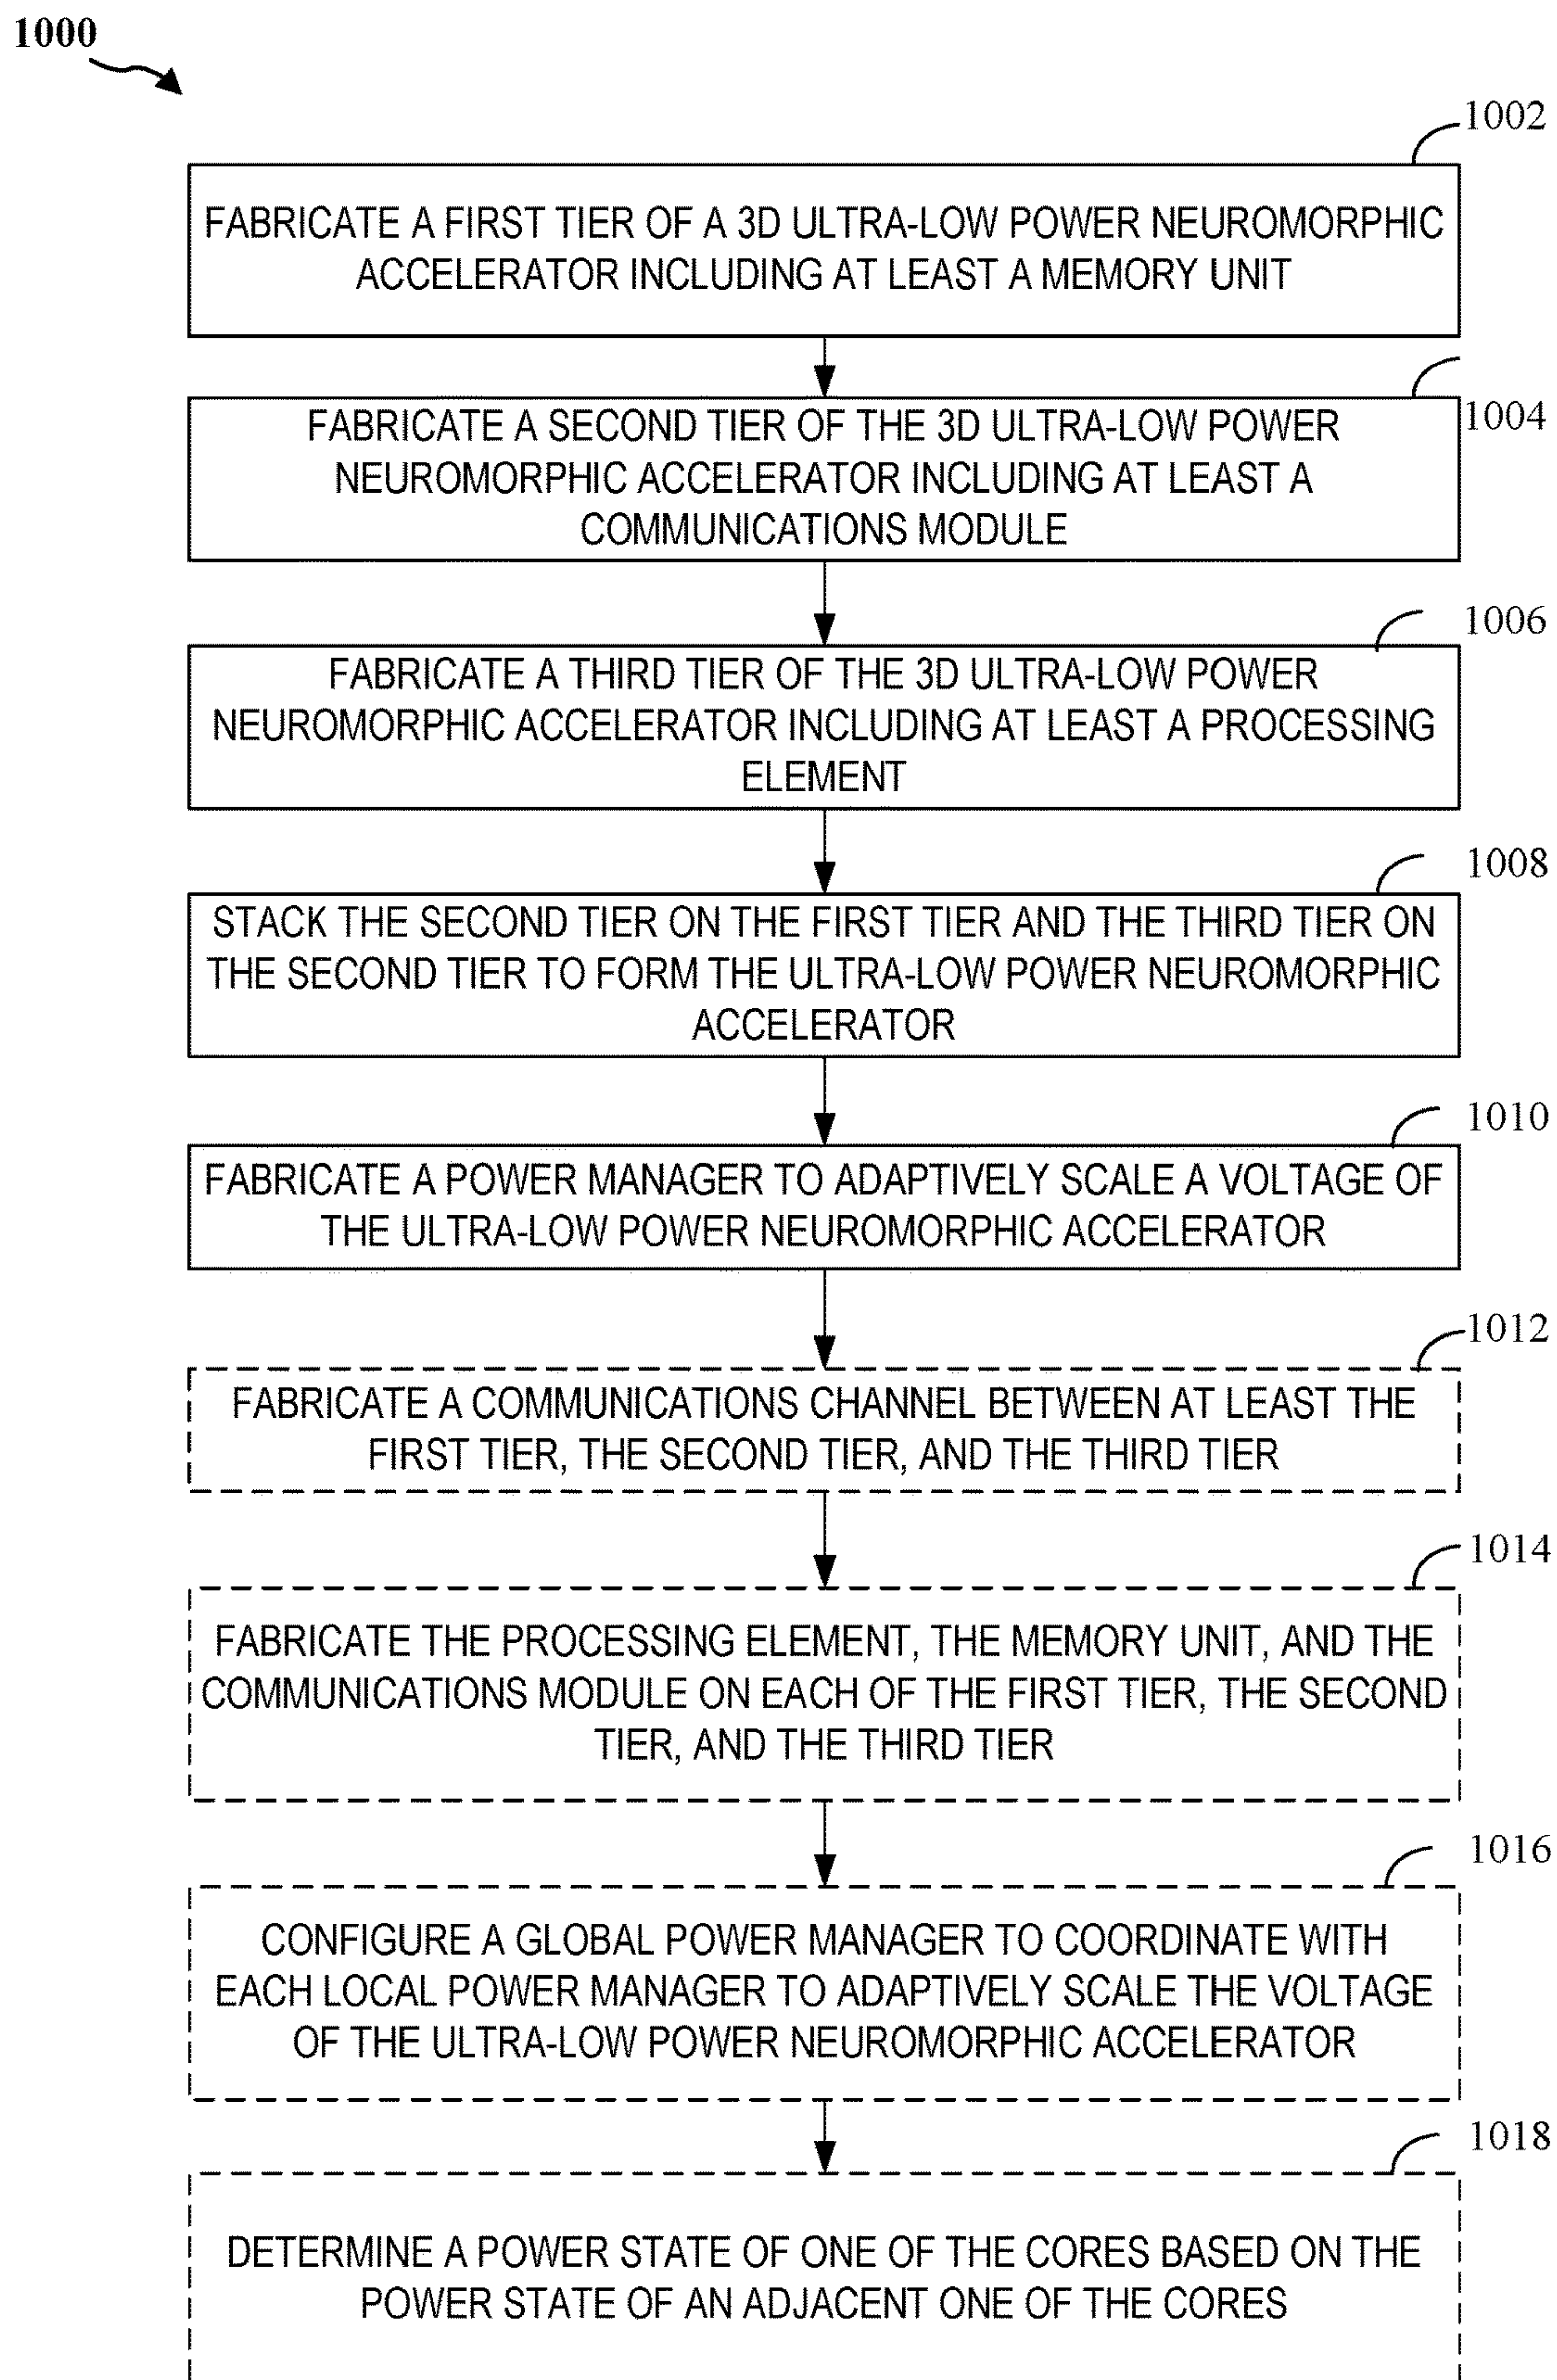 1000
1002
FABRICATE A FIRST TIER OF A 3D ULTRA-LOW POWER NEUROMORPHIC
ACCELERATOR INCLUDING AT LEAST A MEMORY UNIT
1004
FABRICATE A SECOND TIER OF THE 3D ULTRA-LOW POWER
NEUROMORPHIC ACCELERATOR INCLUDING AT LEAST A
COMMUNICATIONS MODULE
1006
FABRICATE A THIRD TIER OF THE 3D ULTRA-LOW POWER
NEUROMORPHIC ACCELERATOR INCLUDING AT LEAST A PROCESSING
ELEMENT
1008
STACK THE SECOND TIER ON THE FIRST TIER AND THE THIRD TIER ON
THE SECOND TIER TO FORM THE ULTRA-LOW POWER NEUROMORPHIC
ACCELERATOR
1010
FABRICATE A POWER MANAGER TO ADAPTIVELY SCALE A VOLTAGE OF
THE ULTRA-LOW POWER NEUROMORPHIC ACCELERATOR
1012
FABRICATE A COMMUNICATIONS CHANNEL BETWEEN AT LEAST THE
FIRST TIER, THE SECOND TIER, AND THE THIRD TIER
1014
FABRICATE THE PROCESSING ELEMENT, THE MEMORY UNIT, AND THE
COMMUNICATIONS MODULE ON EACH OF THE FIRST TIER, THE SECOND
TIER, AND THE THIRD TIER
1016
CONFIGURE A GLOBAL POWER MANAGER TO COORDINATE WITH
EACH LOCAL POWER MANAGER TO ADAPTIVELY SCALE THE VOLTAGE
OF THE ULTRA-LOW POWER NEUROMORPHIC ACCELERATOR
1018
DETERMINE A POWER STATE OF ONE OF THE CORES BASED ON THE
POWER STATE OF AN ADJACENT ONE OF THE CORES